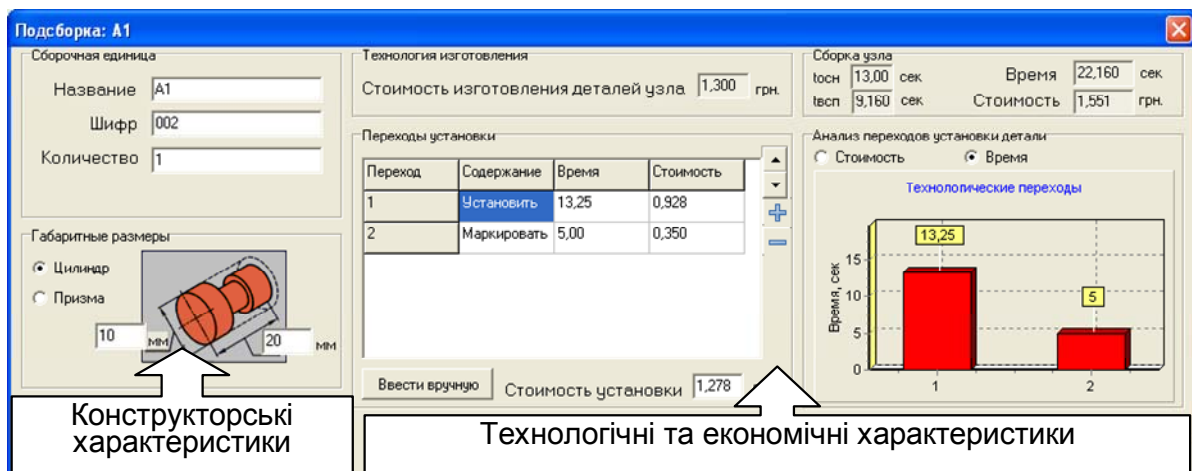 Подсборка: А1
Сборочная единица
Название А1
Шифр 002
Количество 1
Габаритные размеры
Цилиндр
Призма
10 мм 20 мм
Технология изготовления
Стоимость изготовления деталей узла 1,300 грн.
Переходы установки
Переход Содержание Время Стоимость
1 Установить 13,25 0,928
2 Маркировать 5,00 0,350
Ввести вручную Стоимость установки 1,278
Сборка узла
tосн 13,00 сек Время 22,160 сек
tвсп 9,160 сек Стоимость 1,551 грн.
Анализ переходов установки детали
Стоимость Время
Технологические переходы
Время, сек
15
10
5
0
13,25
5
1 2
Конструкторські
характеристики
Технологічні та економічні характеристики